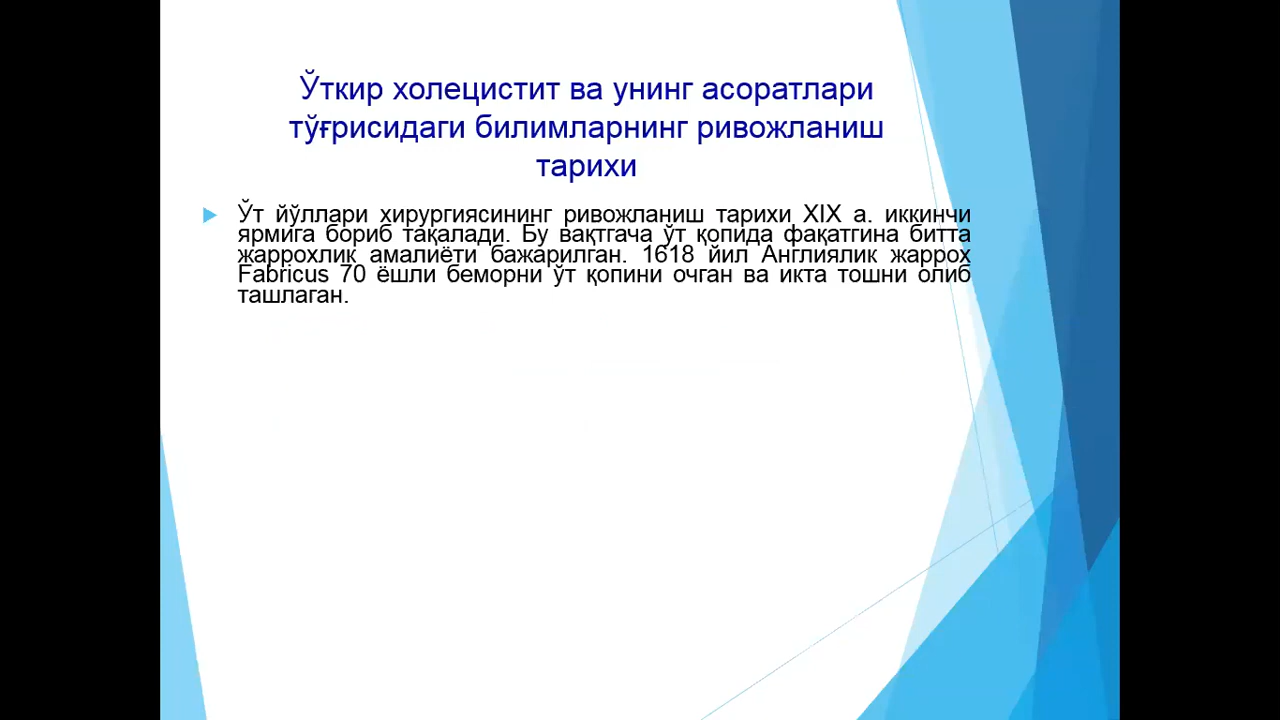 Ўткир холецистит ва унинг асоратлари
тўғрисидаги билимларнинг ривожланиш
тарихи
Ўт йўллари хирургиясининг ривожланиш тарихи XIX а. иккинчи
ярмига бориб тақалади. Бу вақтгача ўт қопида фақатгина битта
жаррохлик амалиёти бажарилган. 1618 йил Англиялик жаррох
Fabricus 70 ёшли беморни ўт қопини очган ва икта тошни олиб
ташлаган.